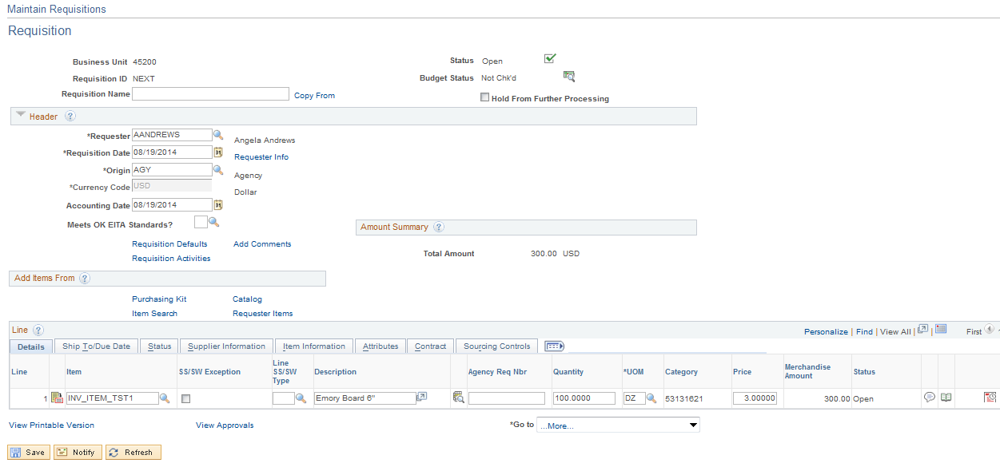 Maintain Requisitions
Requisition
Business Unit 45200 Status Open
Requisition ID NEXT Budget Status Not Chk'd
Requisition Name Copy From Hold From Further Processing
Header ?
*Requester AANDREWS Angela Andrews
*Requisition Date 08/19/2014 Requester Info
*Origin AGY Agency
*Currency Code USD Dollar
Accounting Date 08/19/2014
Meets OK EITA Standards? Amount Summary ?
Requisition Defaults Add Comments
Requisition Activities Total Amount 300.00 USD
Add Items From ?
Purchasing Kit Catalog
Item Search Requester Items
Line ? Personalize | Find | View All | First
Details Ship To/Due Date Status Supplier Information Item Information Attributes Contract Sourcing Controls
Line Item SS/SW Exception Line SS/SW Type Description Agency Req Nbr Quantity *UOM Category Price Merchandise Amount Status
1 INV_ITEM_TST1 Emory Board 6" 100.0000 DZ 53131621 3.00000 300.00 Open
View Printable Version View Approvals *Go to ...More...
Save Notify Refresh